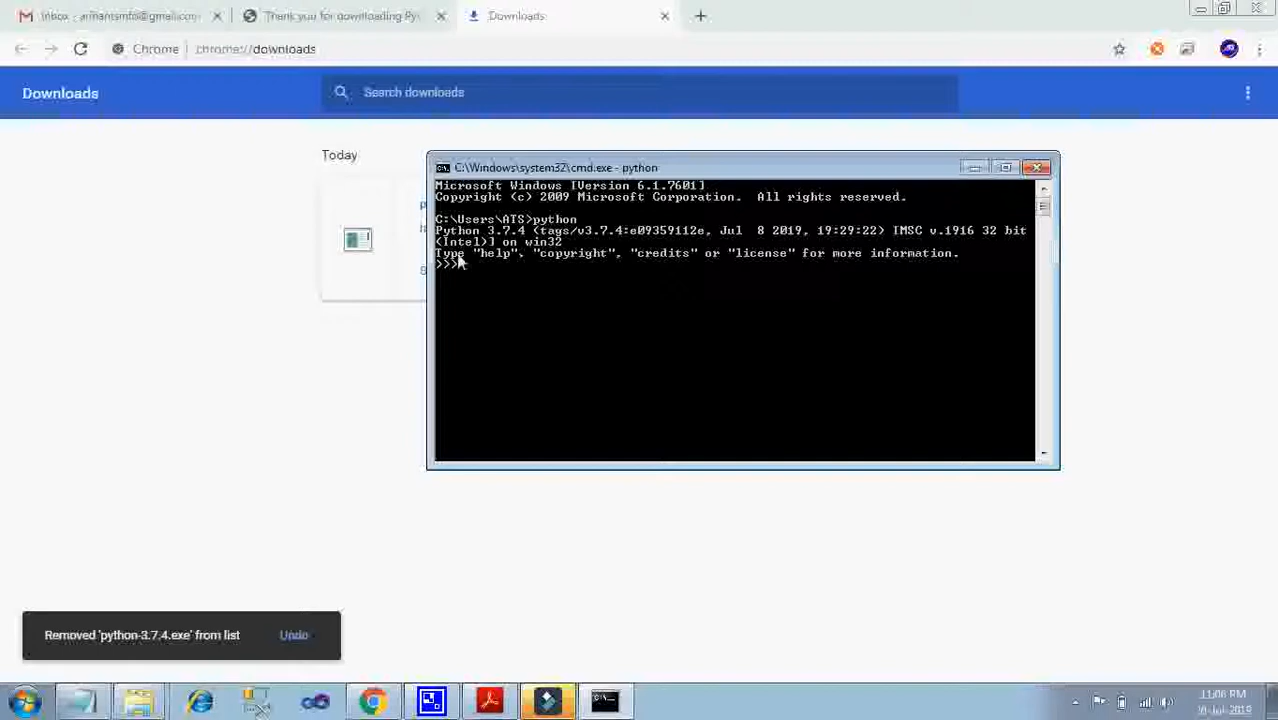 Thank you for downloading Py
Downloads
Chrome
chrome://downloads
Downloads
Search downloads
Today
C:\Windows\system32\cmd.exe - python
Microsoft Windows [Version 6.1.7601]
Copyright (c) 2009 Microsoft Corporation. All rights reserved.
C:\Users\ATS>python
Python 3.7.4 (tags/v3.7.4:e09359112e, Jul 8 2019, 19:29:22) [MSC v.1916 32 bit
(Intel)] on win32
Type "help", "copyright", "credits" or "license" for more information.
>>>
Removed 'python-3.7.4.exe' from list
Undo
11:06 PM